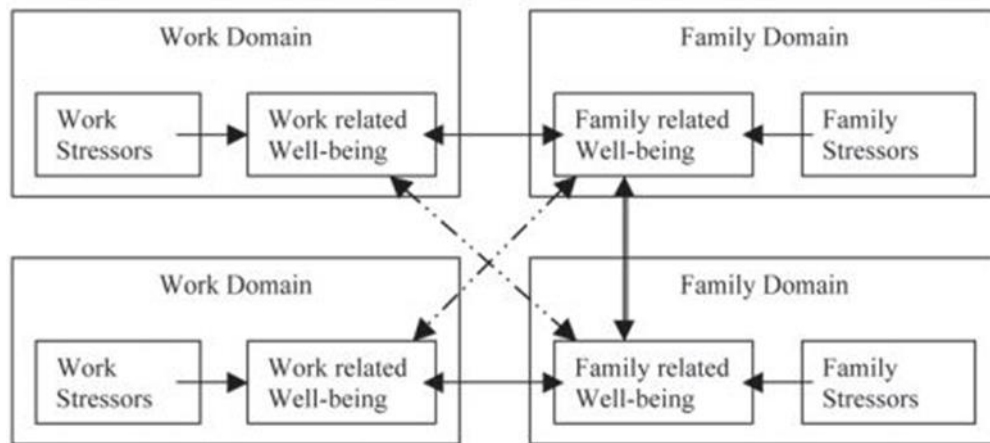 Work Domain
Family Domain
Work
Stressors
Work related
Well-being
Family related
Well-being
Family
Stressors
Work Domain
Family Domain
Work
Stressors
Work related
Well-being
Family related
Well-being
Family
Stressors